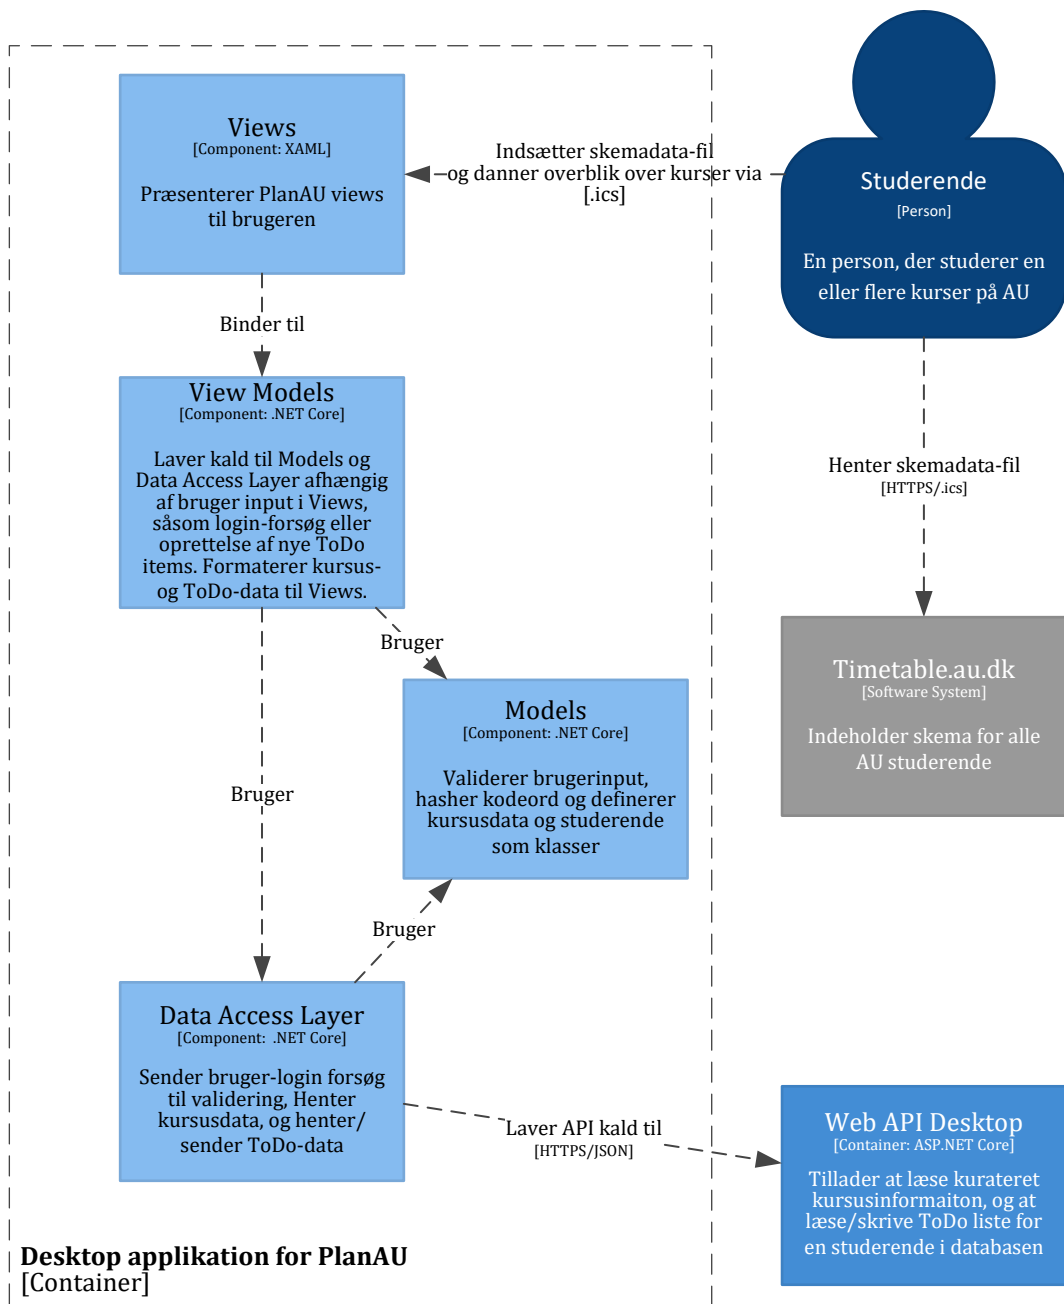 Views
[Component: XAML]
Præsenterer PlanAU views
til brugeren
Indsætter skemadata-fil
og danner overblik over kurser via
[.ics]
Studerende
[Person]
En person, der studerer en
eller flere kurser på AU
Binder til
View Models
[Component: .NET Core]
Laver kald til Models og
Data Access Layer afhængig
af bruger input i Views,
såsom login-forsøg eller
oprettelse af nye ToDo
items. Formaterer kursus-
og ToDo-data til Views.
Henter skemadata-fil
[HTTPS/.ics]
Bruger
Timetable.au.dk
[Software System]
Indeholder skema for alle
AU studerende
Models
[Component: .NET Core]
Validerer brugerinput,
hasher kodeord og definerer
kursusdata og studerende
som klasser
Bruger
Bruger
Data Access Layer
[Component:  .NET Core]
Sender bruger-login forsøg
til validering, Henter
kursusdata, og henter/
sender ToDo-data
Laver API kald til
[HTTPS/JSON]
Web API Desktop
[Container: ASP.NET Core]
Tillader at læse kurateret
kursusinformaiton, og at
læse/skrive ToDo liste for
en studerende i databasen
Desktop applikation for PlanAU
[Container]